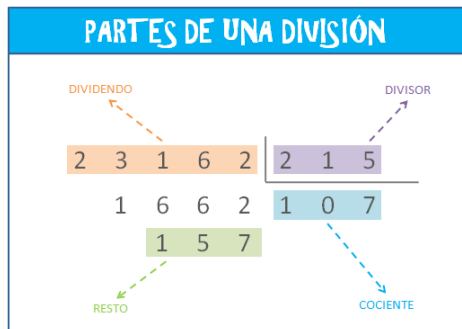 PARTES DE UNA DIVISIÓN
DIVIDENDO DIVISOR
2 3 1 6 2 2 1 5
1 6 6 2 1 0 7
1 5 7
RESTO COCIENTE